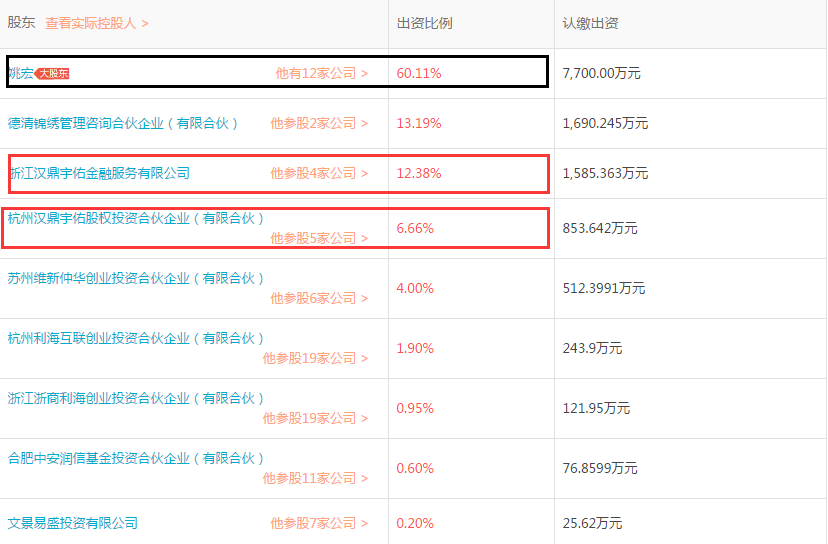 股东 查看实际控股人 > 出资比例 认缴出资
姚宏 大股东 他有12家公司 > 60.11% 7,700.00万元
德清锦绣管理咨询合伙企业（有限合伙） 他参股2家公司 > 13.19% 1,690.245万元
浙江汉鼎宇佑金融服务有限公司 他参股4家公司 > 12.38% 1,585.363万元
杭州汉鼎宇佑股权投资合伙企业（有限合伙）
他参股5家公司 > 6.66% 853.642万元
苏州维新仲华创业投资合伙企业（有限合伙）
他参股6家公司 > 4.00% 512.3991万元
杭州利海互联创业投资合伙企业（有限合伙）
他参股19家公司 > 1.90% 243.9万元
浙江浙商利海创业投资合伙企业（有限合伙）
他参股19家公司 > 0.95% 121.95万元
合肥中安润信基金投资合伙企业（有限合伙）
他参股11家公司 > 0.60% 76.8599万元
文景易盛投资有限公司 他参股7家公司 > 0.20% 25.62万元